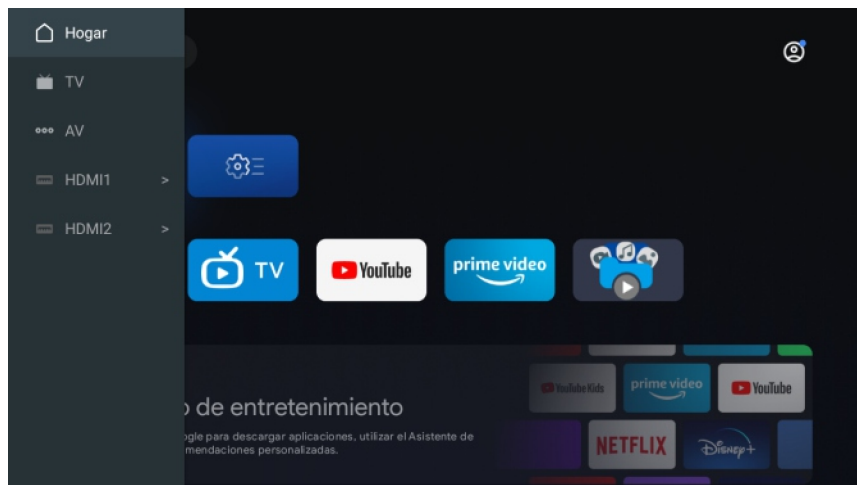 Hogar
TV
AV
HDMI1 >
HDMI2 >
TV
YouTube
prime video
YouTube Kids
prime video
YouTube
o de entretenimiento
ogle para descargar aplicaciones, utilizar el Asistente de
mendaciones personalizadas.
NETFLIX
Disney+